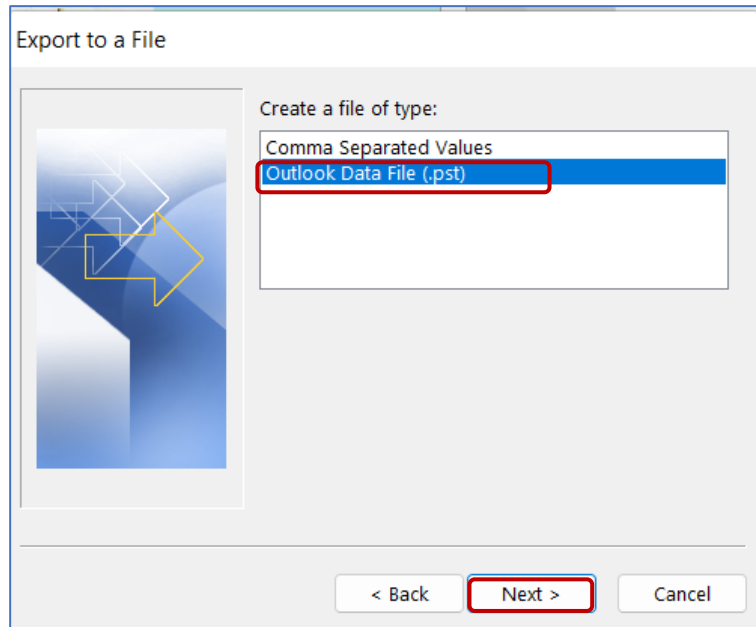 Export to a File
Create a file of type:
Comma Separated Values
Outlook Data File (.pst)
< Back Next > Cancel